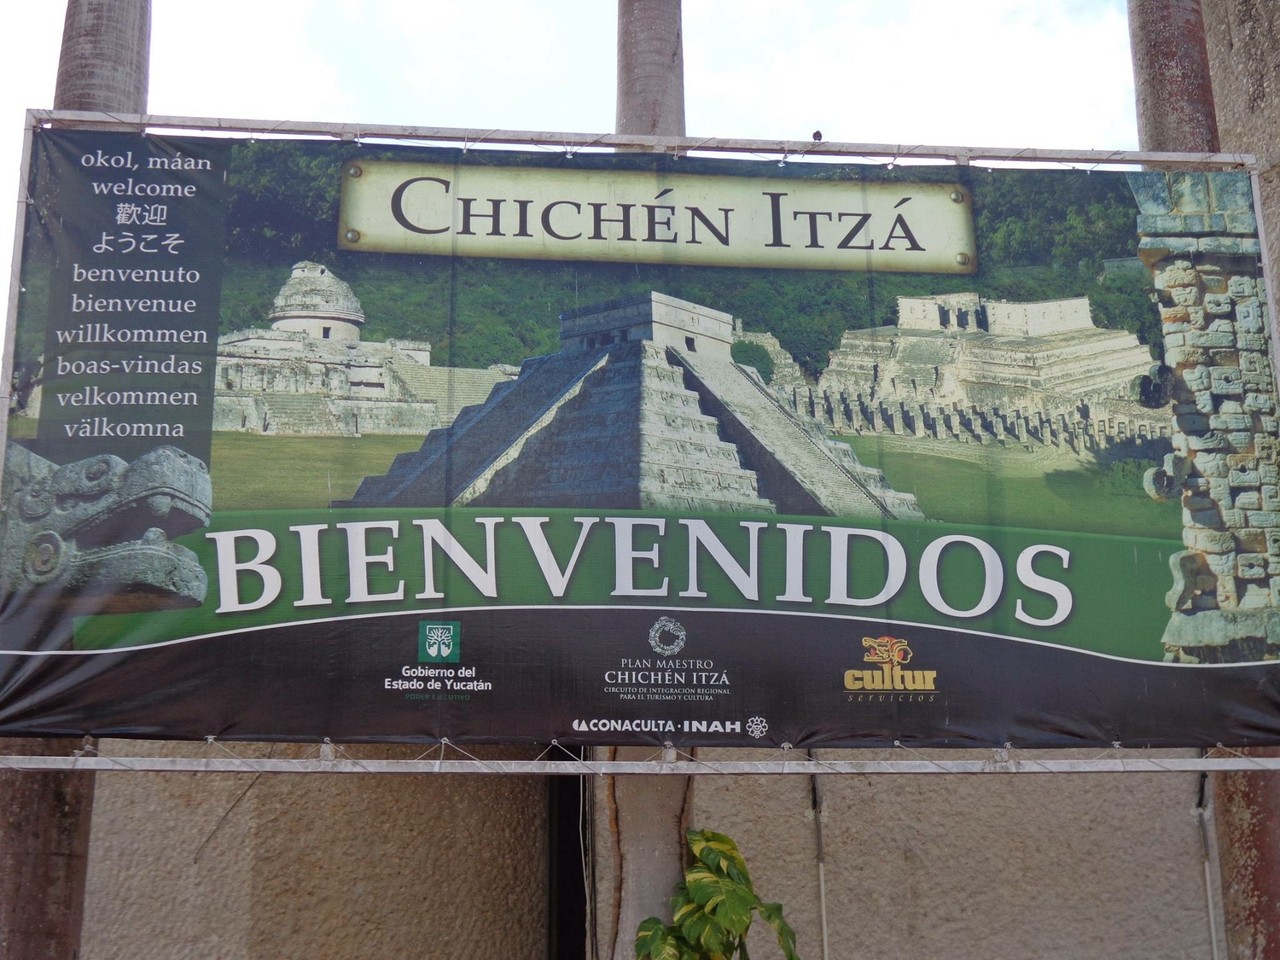 okol, máan
welcome
歡迎
ようこそ
benvenuto
bienvenue
willkommen
boas-vindas
velkommen
välkomna
CHICHÉN ITZÁ
BIENVENIDOS
Gobierno del
Estado de Yucatán
PODER EJECUTIVO
PLAN MAESTRO
CHICHÉN ITZÁ
CIRCUITO DE INTEGRACIÓN REGIONAL
PARA EL TURISMO Y CULTURA
cultur
servicios
CONACULTA · INAH